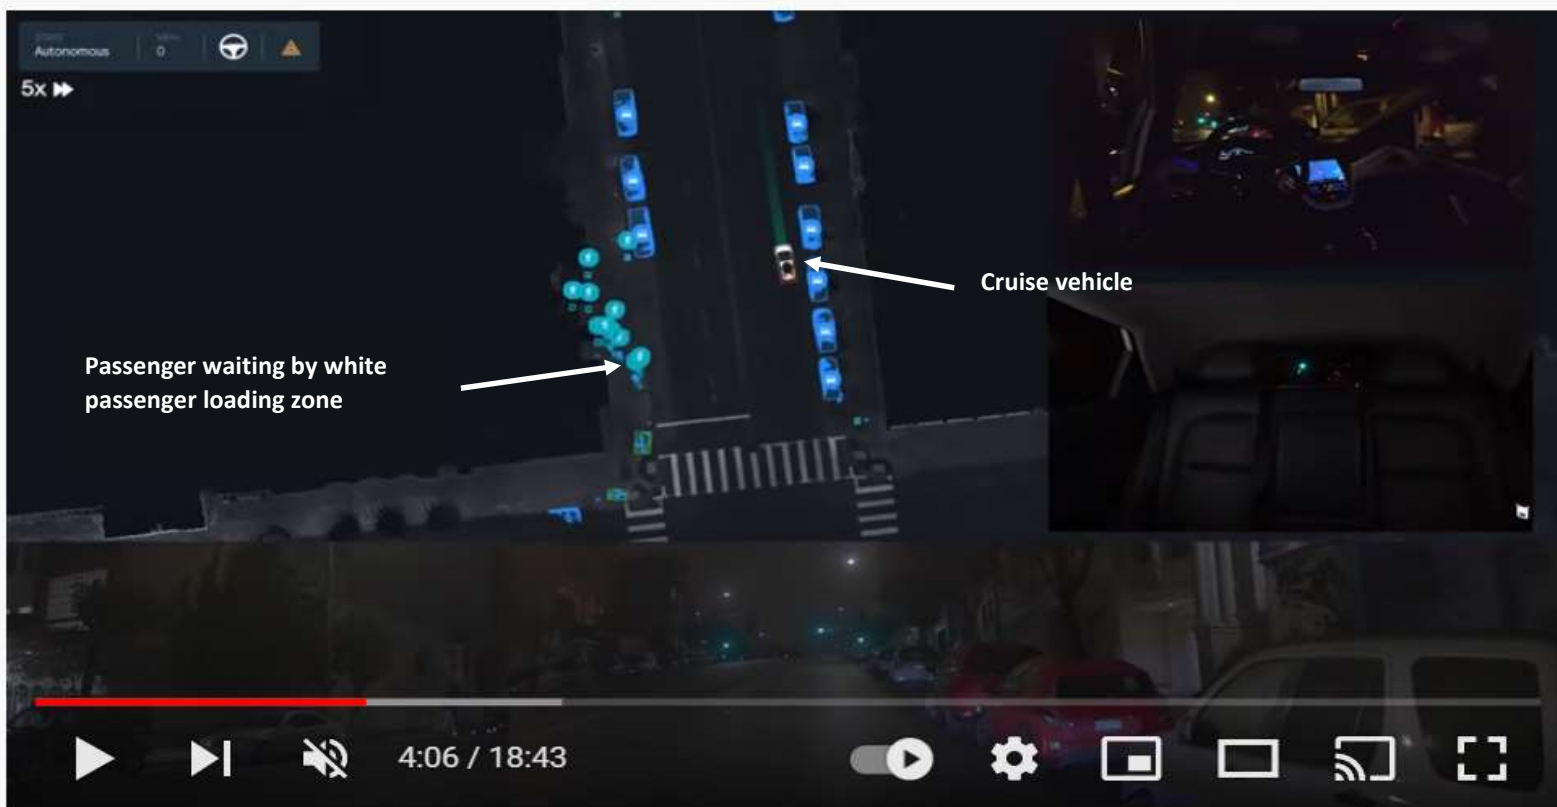 Autonomous
0
5x
Cruise vehicle
Passenger waiting by white
passenger loading zone
4:06 / 18:43